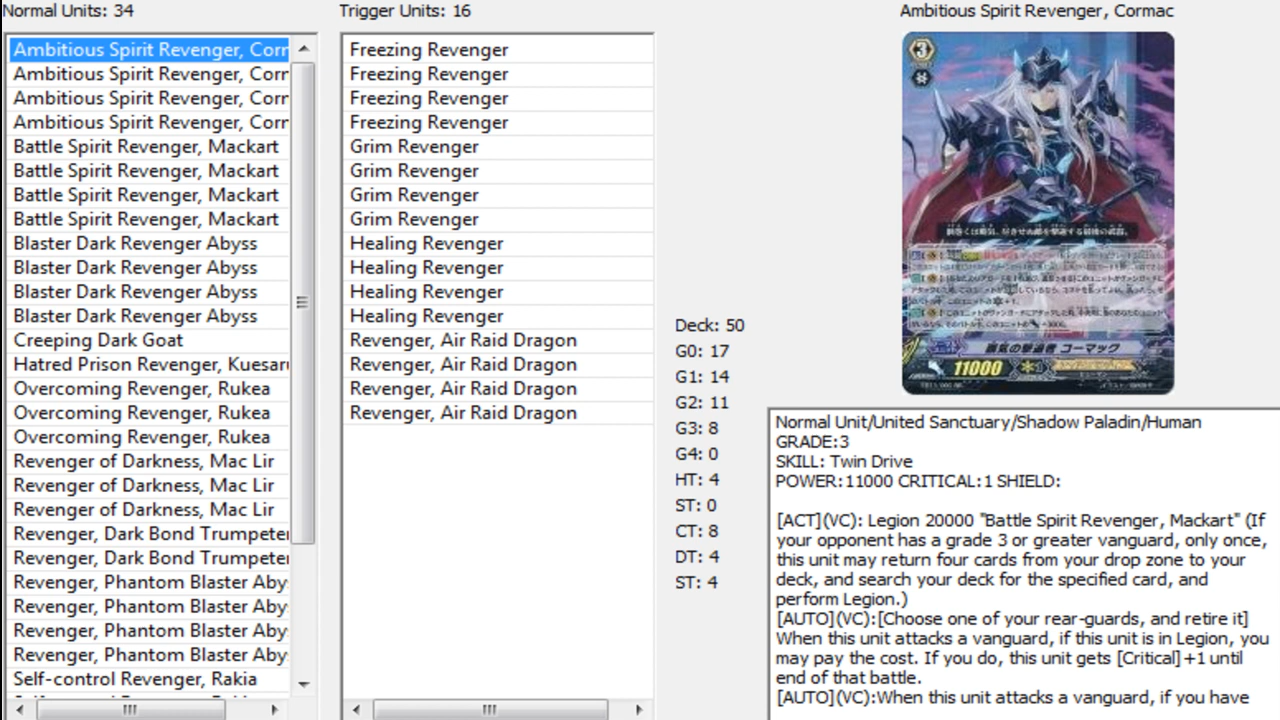 Normal Units: 34
Ambitious Spirit Revenger, Corr
Ambitious Spirit Revenger, Corr
Ambitious Spirit Revenger, Corr
Ambitious Spirit Revenger, Corr
Battle Spirit Revenger, Mackart
Battle Spirit Revenger, Mackart
Battle Spirit Revenger, Mackart
Battle Spirit Revenger, Mackart
Blaster Dark Revenger Abyss
Blaster Dark Revenger Abyss
Blaster Dark Revenger Abyss
Blaster Dark Revenger Abyss
Creeping Dark Goat
Hatred Prison Revenger, Kuesaru
Overcoming Revenger, Rukea
Overcoming Revenger, Rukea
Overcoming Revenger, Rukea
Revenger of Darkness, Mac Lir
Revenger of Darkness, Mac Lir
Revenger of Darkness, Mac Lir
Revenger, Dark Bond Trumpeter
Revenger, Dark Bond Trumpeter
Revenger, Phantom Blaster Aby
Revenger, Phantom Blaster Aby
Revenger, Phantom Blaster Aby
Revenger, Phantom Blaster Aby
Self-control Revenger, Rakia
Trigger Units: 16
Freezing Revenger
Freezing Revenger
Freezing Revenger
Freezing Revenger
Grim Revenger
Grim Revenger
Grim Revenger
Grim Revenger
Healing Revenger
Healing Revenger
Healing Revenger
Healing Revenger
Revenger, Air Raid Dragon
Revenger, Air Raid Dragon
Revenger, Air Raid Dragon
Revenger, Air Raid Dragon
Deck: 50
G0: 17
G1: 14
G2: 11
G3: 8
G4: 0
HT: 4
ST: 0
CT: 8
DT: 4
ST: 4
Ambitious Spirit Revenger, Cormac
3
勇気の撃退者 コーマック
11000
Normal Unit/United Sanctuary/Shadow Paladin/Human
GRADE:3
SKILL: Twin Drive
POWER:11000 CRITICAL:1 SHIELD:
[ACT](VC): Legion 20000 "Battle Spirit Revenger, Mackart" (If
your opponent has a grade 3 or greater vanguard, only once,
this unit may return four cards from your drop zone to your
deck, and search your deck for the specified card, and
perform Legion.)
[AUTO](VC):[Choose one of your rear-guards, and retire it]
When this unit attacks a vanguard, if this unit is in Legion, you
may pay the cost. If you do, this unit gets [Critical]+1 until
end of that battle.
[AUTO](VC):When this unit attacks a vanguard, if you have